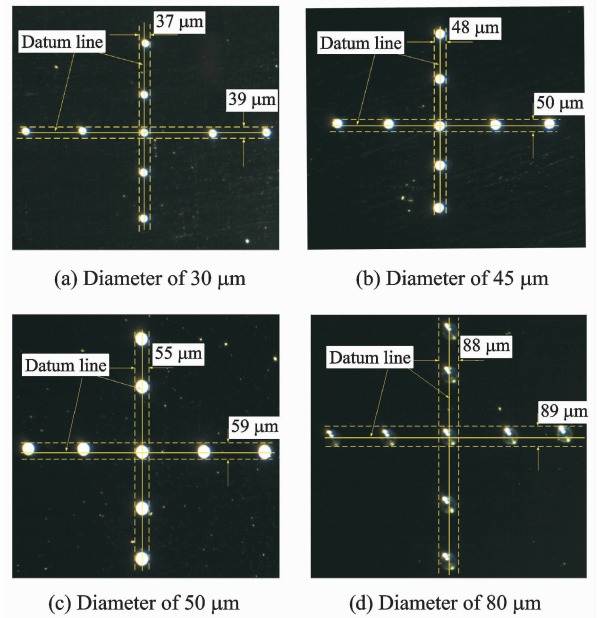 Datum line
37 μm
39 μm
(a) Diameter of 30 μm
Datum line
48 μm
50 μm
(b) Diameter of 45 μm
Datum line
55 μm
59 μm
(c) Diameter of 50 μm
Datum line
88 μm
89 μm
(d) Diameter of 80 μm